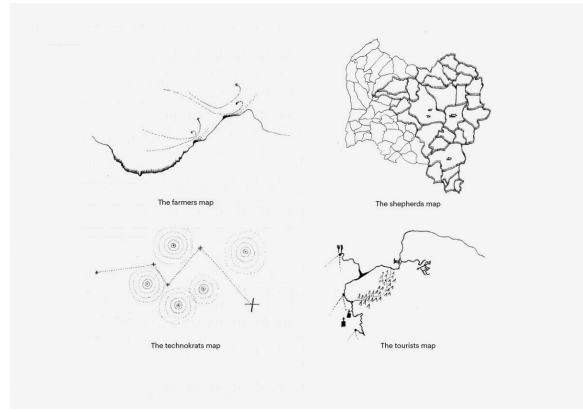 The farmers map
The shepherds map
The technokrats map
The tourists map